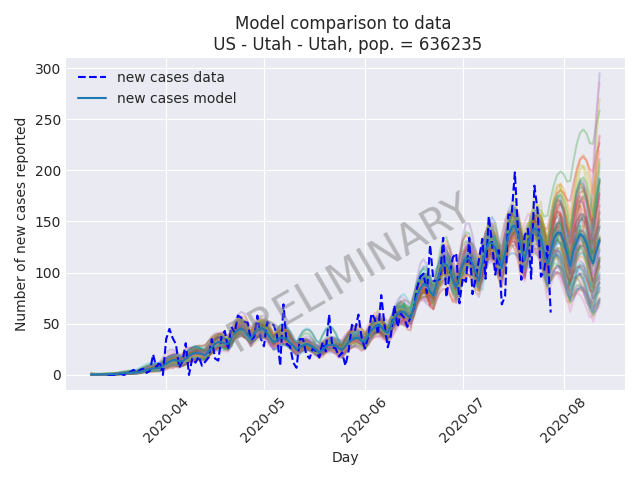 Model comparison to data
US - Utah - Utah, pop. = 636235
300
250
200
150
100
50
0
Number of new cases reported
new cases data
new cases model
PRELIMINARY
2020-04
2020-05
2020-06
2020-07
2020-08
Day